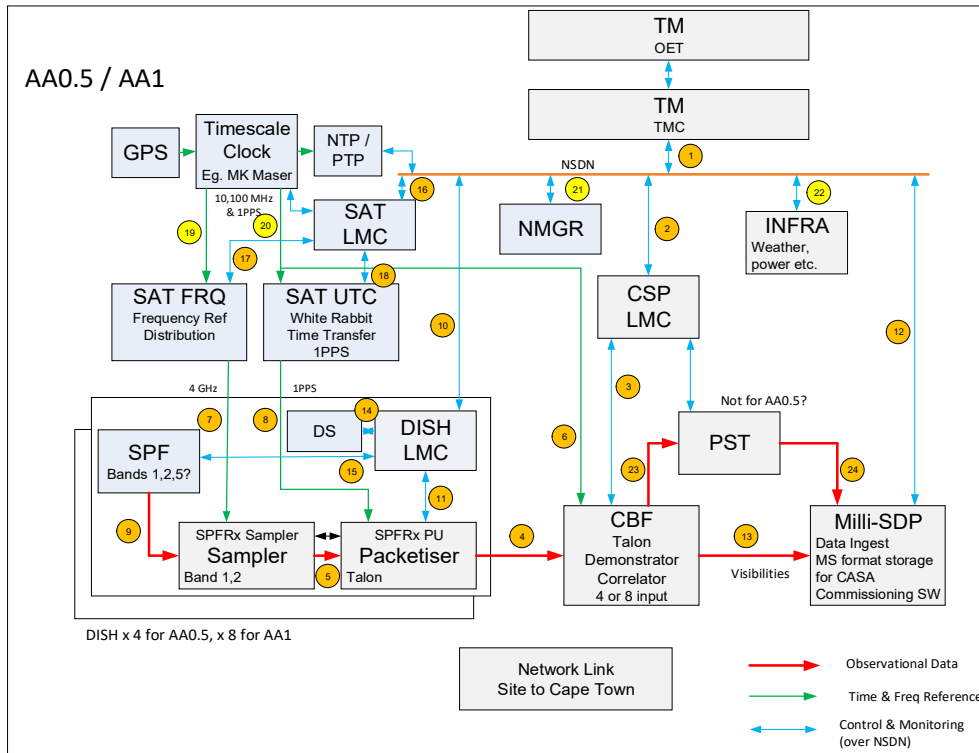 TM
OET
AA0.5 / AA1
TM
TMC
GPS
Timescale
Clock
Eg. MK Maser
NTP /
PTP
1
NSDN
10,100 MHz
& 1PPS
16
21
22
SAT
LMC
NMGR
INFRA
Weather,
power etc.
19
20
2
17
18
SAT FRQ
Frequency Ref
Distribution
SAT UTC
White Rabbit
Time Transfer
1PPS
CSP
LMC
10
12
3
4 GHz
1PPS
Not for AA0.5?
7
8
14
DS
DISH
LMC
6
PST
SPF
Bands 1,2,5?
15
23
24
11
9
SPFRx Sampler
Sampler
Band 1,2
5
SPFRx PU
Packetiser
Talon
4
CBF
Talon
Demonstrator
Correlator
4 or 8 input
13
Visibilities
Milli-SDP
Data Ingest
MS format storage
for CASA
Commissioning SW
DISH x 4 for AA0.5, x 8 for AA1
Network Link
Site to Cape Town
Observational Data
Time & Freq Reference
Control & Monitoring
(over NSDN)